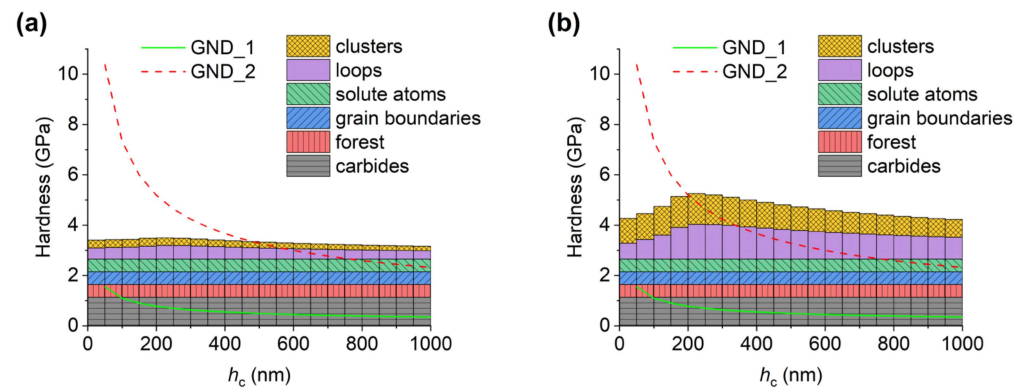 (a)
GND_1
GND_2
clusters
loops
solute atoms
grain boundaries
forest
carbides
Hardness (GPa)
10
8
6
4
2
0
0 200 400 600 800 1000
hc (nm)
(b)
GND_1
GND_2
clusters
loops
solute atoms
grain boundaries
forest
carbides
Hardness (GPa)
10
8
6
4
2
0
0 200 400 600 800 1000
hc (nm)